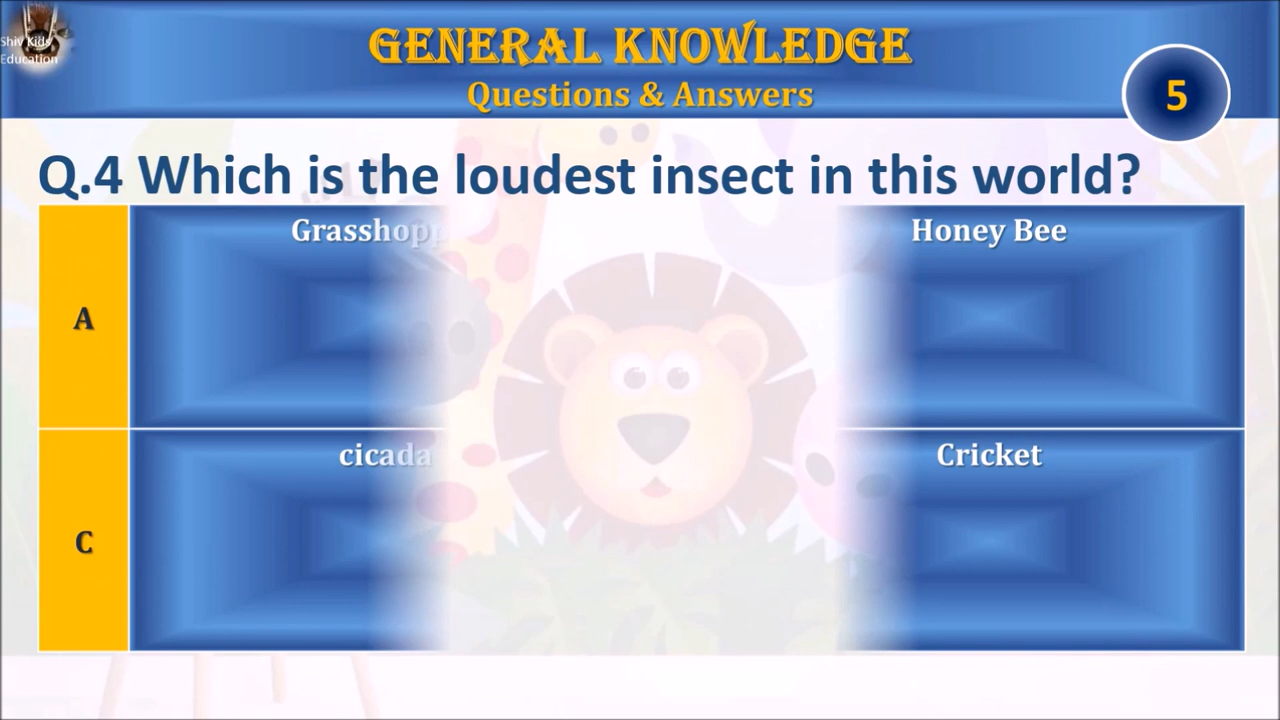 Shiv Kids
Education
GENERAL KNOWLEDGE
Questions & Answers
5
Q.4 Which is the loudest insect in this world?
A
Honey Bee
C
cicada
Cricket